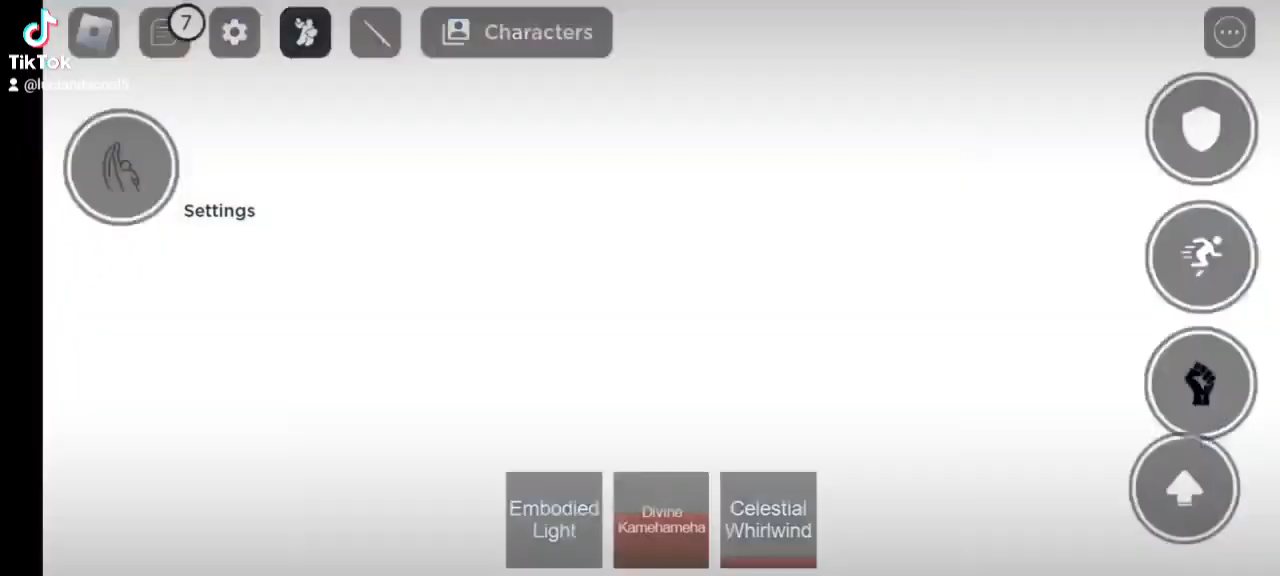 TikTok
7
Characters
Settings
Embodied
Light
Divine
Kamehameha
Celestial
Whirlwind